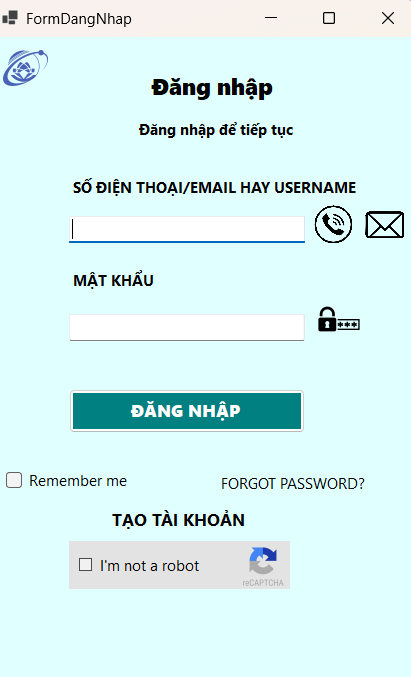 FormDangNhap
Đăng nhập
Đăng nhập để tiếp tục
SỐ ĐIỆN THOẠI/EMAIL HAY USERNAME
MẬT KHẨU
***
ĐĂNG NHẬP
Remember me
FORGOT PASSWORD?
TẠO TÀI KHOẢN
I'm not a robot
reCAPTCHA